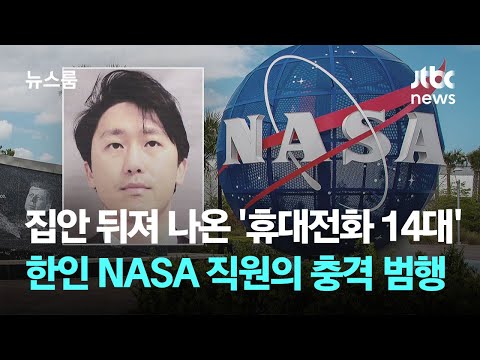 뉴스룸
jtbc
news
NASA
집안 뒤져 나온 '휴대전화 14대'
한인 NASA 직원의 충격 범행